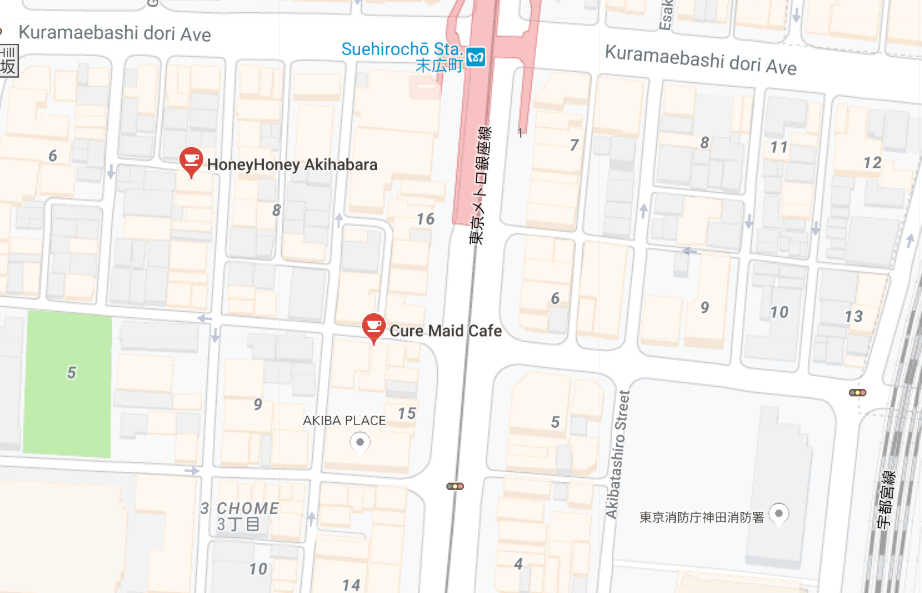 Kuramaebashi dori Ave
坂
Suehirochō Sta.
末広町
Kuramaebashi dori Ave
東京メトロ銀座線
1
6
HoneyHoney Akihabara
8
16
7
8
11
12
6
9
10
13
5
Cure Maid Cafe
9
AKIBA PLACE
15
5
Akibatashiro Street
3 CHOME
3丁目
東京消防庁神田消防署
宇都宮線
10
14
4